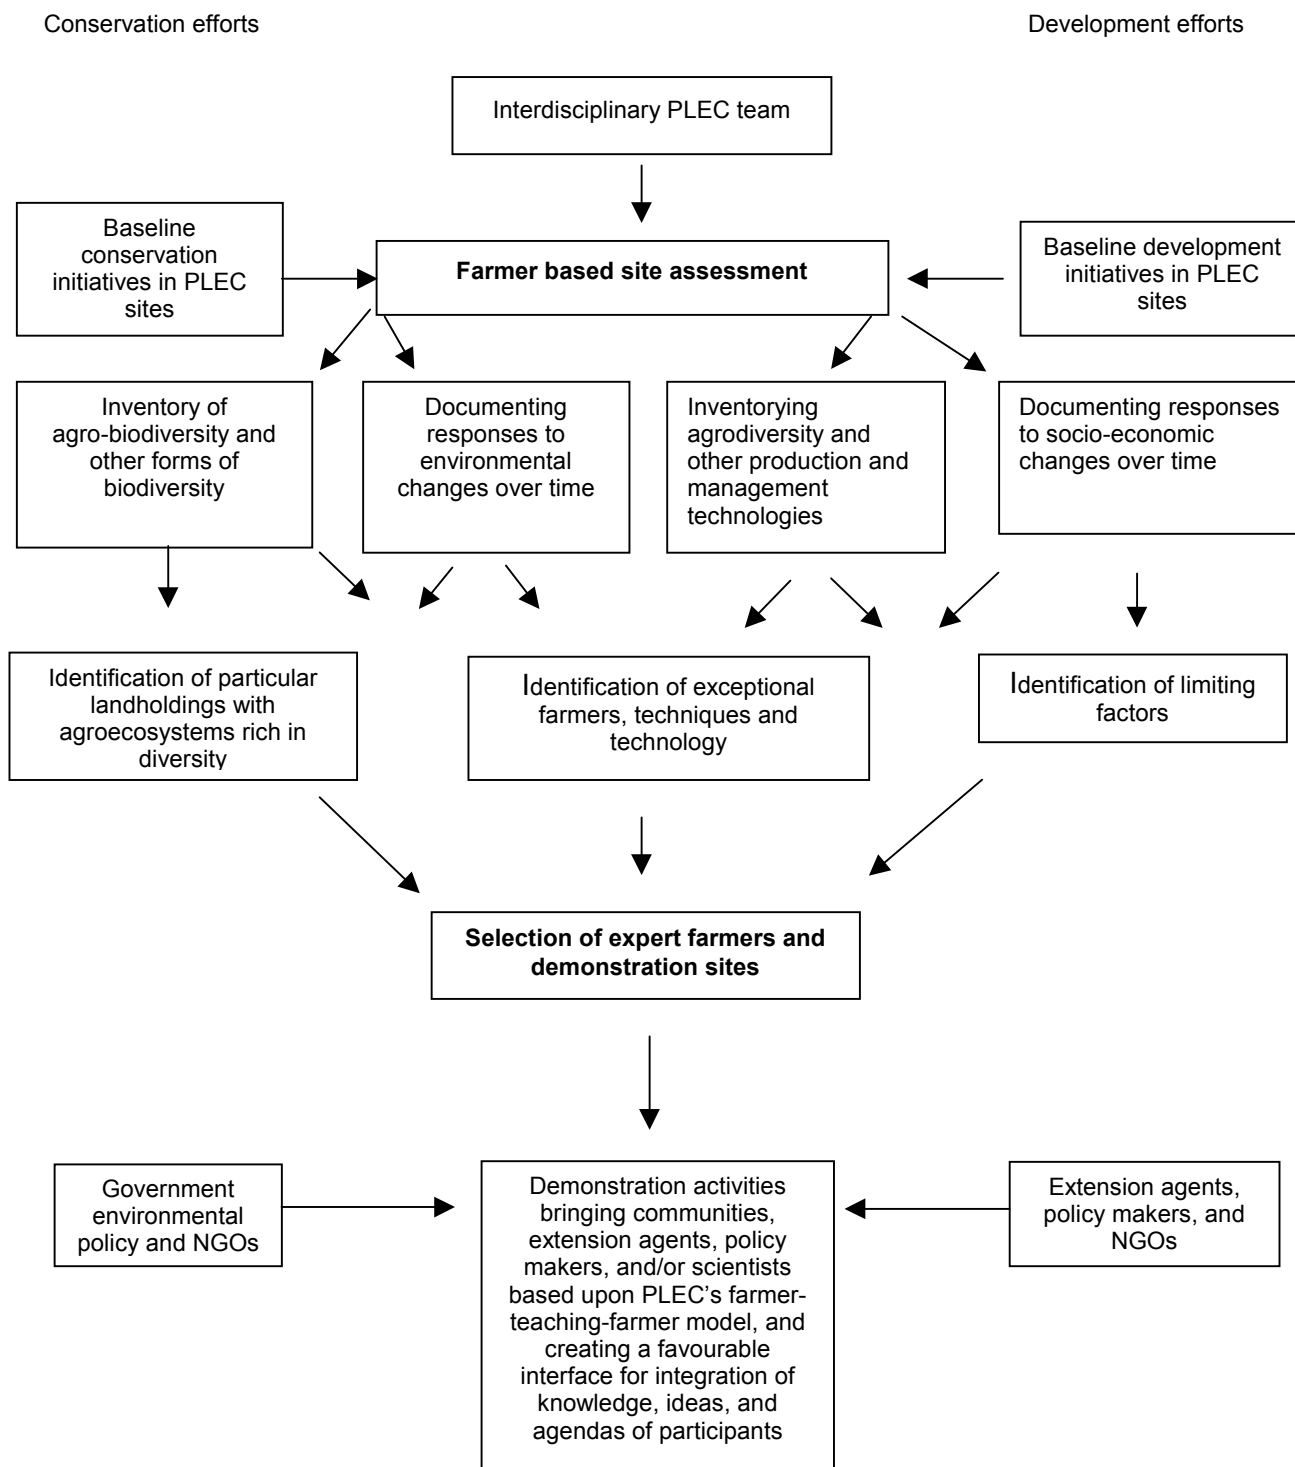 Conservation efforts
Development efforts
Interdisciplinary PLEC team
Baseline
conservation
initiatives in PLEC
sites
Farmer based site assessment
Baseline development
initiatives in PLEC
sites
Inventory of
agro-biodiversity and
other forms of
biodiversity
Documenting
responses to
environmental
changes over time
Inventorying
agrodiversity and
other production and
management
technologies
Documenting responses
to socio-economic
changes over time
Identification of particular
landholdings with
agroecosystems rich in
diversity
Identification of exceptional
farmers, techniques and
technology
Identification of limiting
factors
Selection of expert farmers and
demonstration sites
Government
environmental
policy and NGOs
Demonstration activities
bringing communities,
extension agents, policy
makers, and/or scientists
based upon PLEC’s farmer-
teaching-farmer model, and
creating a favourable
interface for integration of
knowledge, ideas, and
agendas of participants
Extension agents,
policy makers, and
NGOs